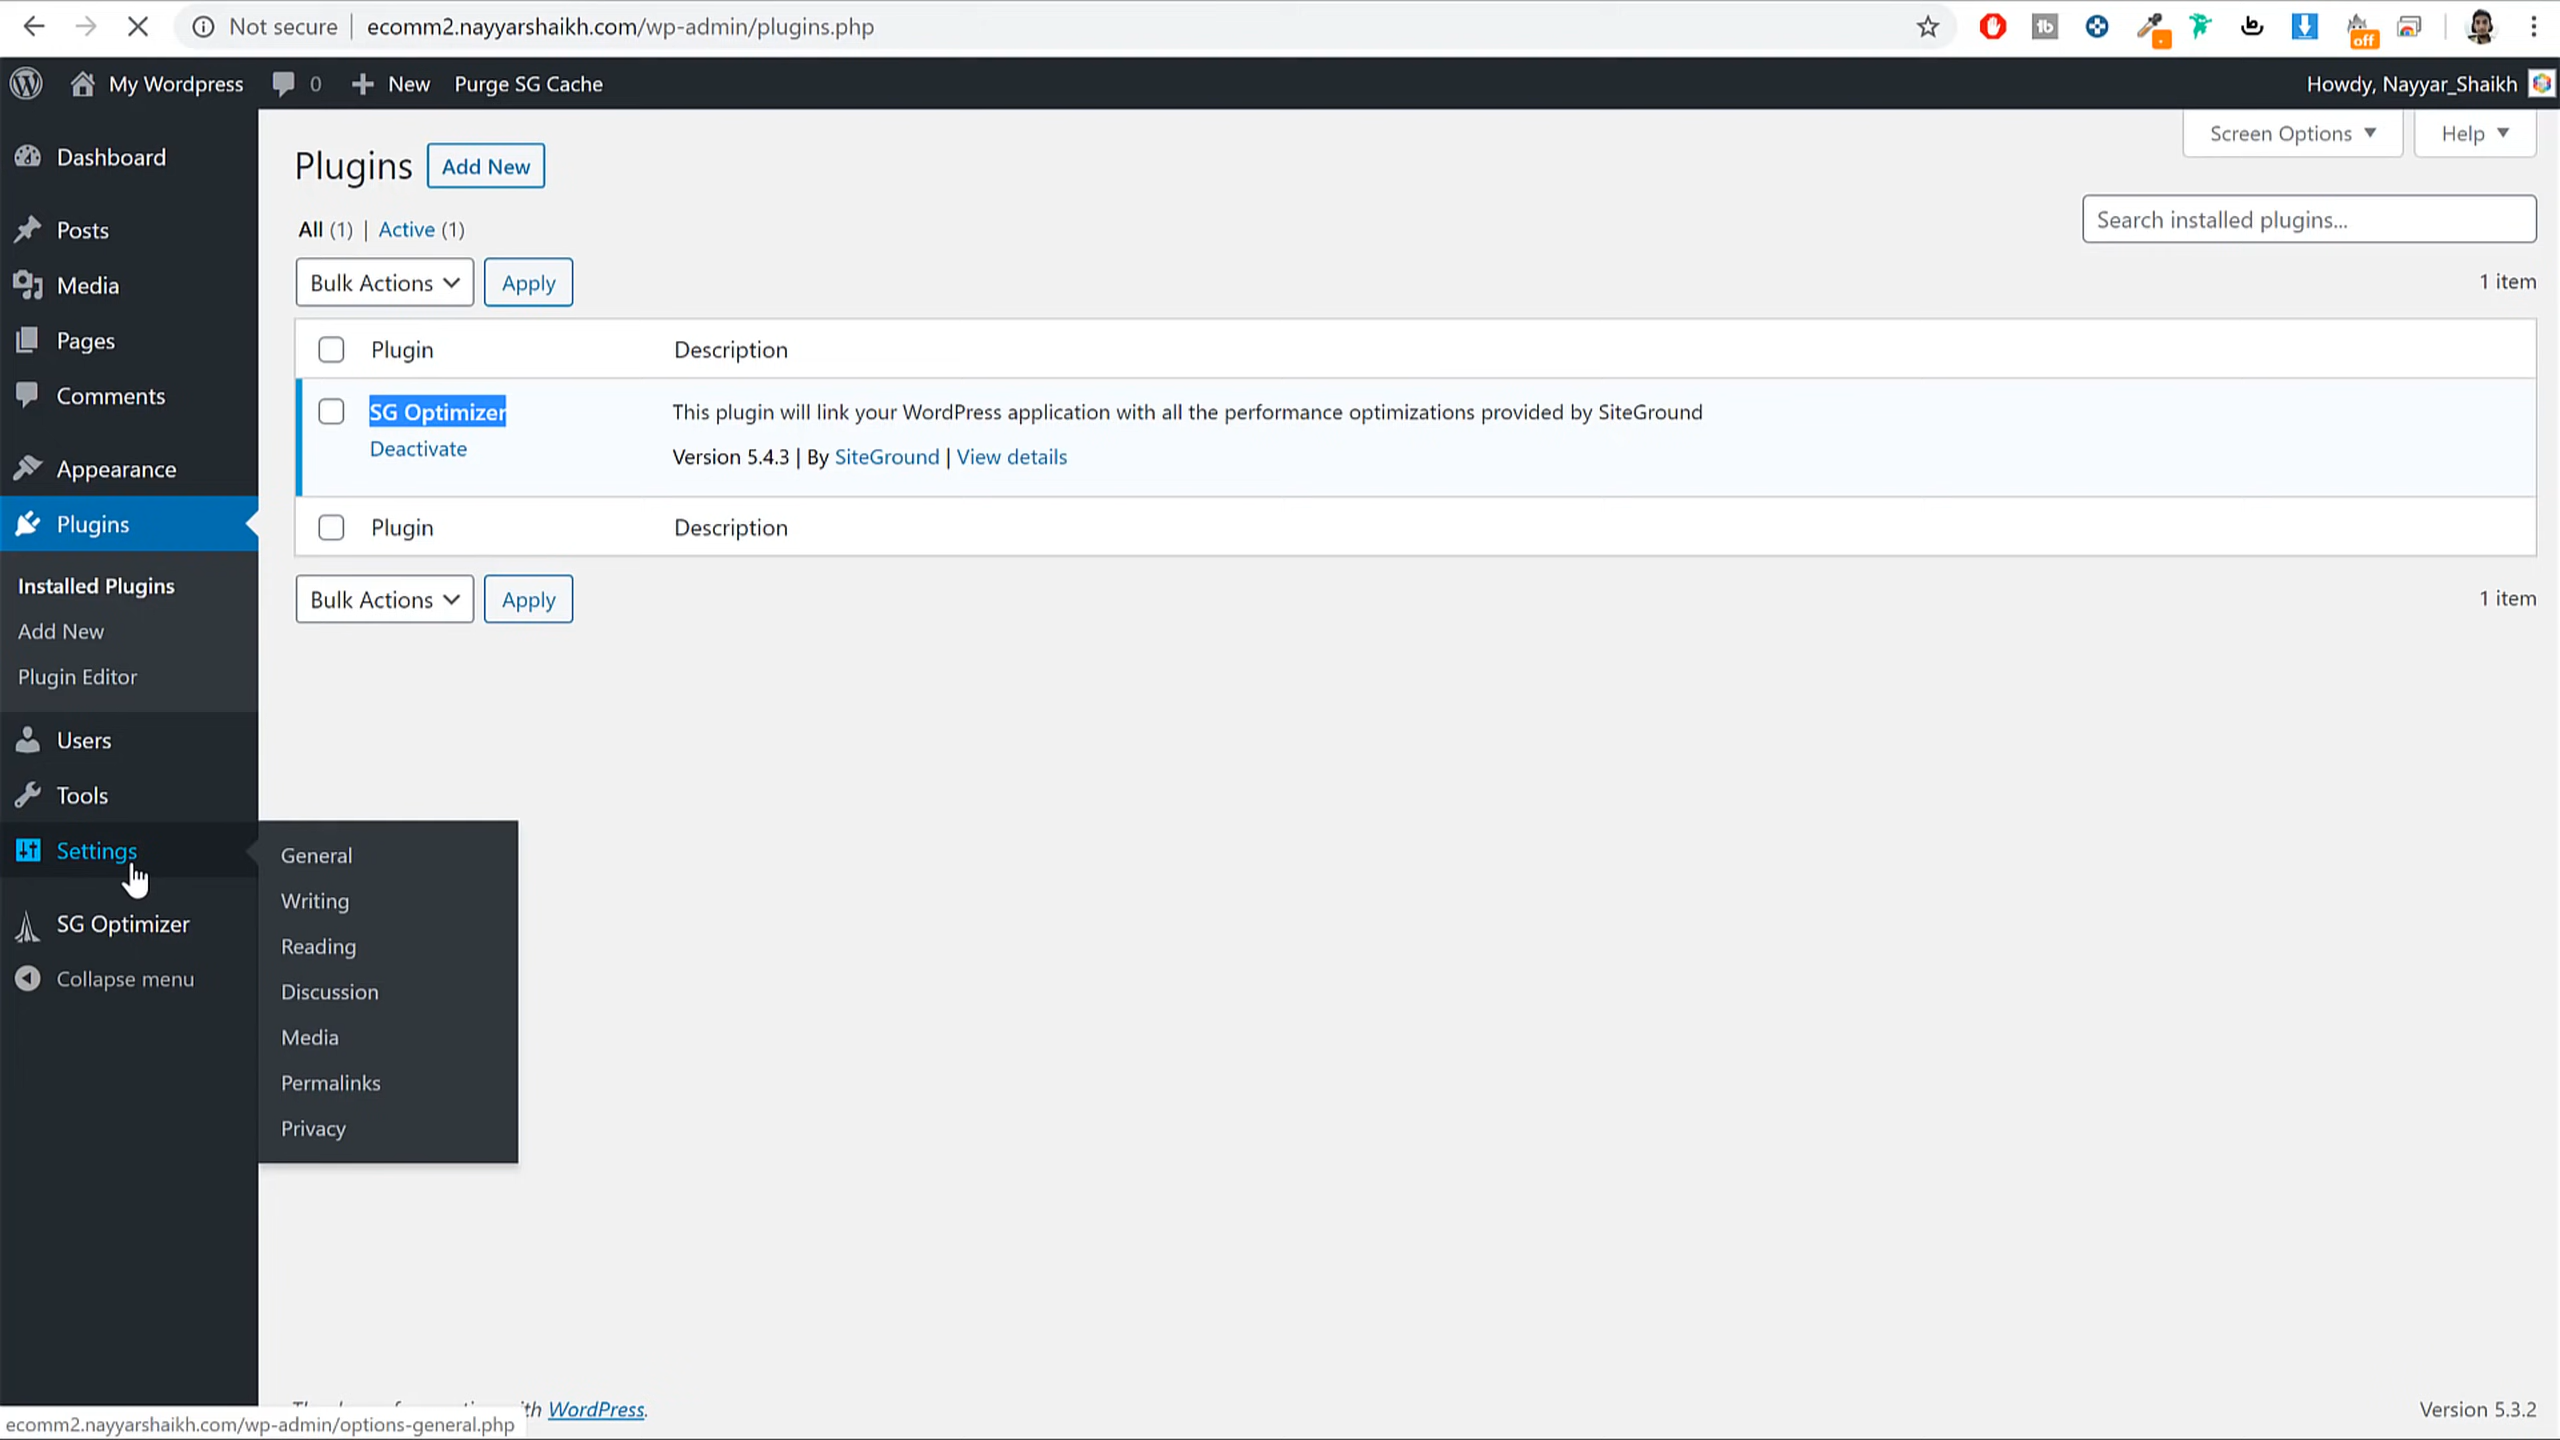 Not secure ecomm2.nayyarshaikh.com/wp-admin/plugins.php
off
My Wordpress 0 New Purge SG Cache Howdy, Nayyar_Shaikh
Screen Options Help
Dashboard
Posts
Media
Pages
Comments
Appearance
Plugins
Installed Plugins
Add New
Plugin Editor
Users
Tools
Settings
SG Optimizer
Collapse menu
Plugins Add New
Search installed plugins...
All (1) | Active (1)
Bulk Actions Apply 1 item
Plugin Description
SG Optimizer This plugin will link your WordPress application with all the performance optimizations provided by SiteGround
Deactivate Version 5.4.3 | By SiteGround | View details
Plugin Description
Bulk Actions Apply 1 item
General
Writing
Reading
Discussion
Media
Permalinks
Privacy
WordPress. Version 5.3.2
ecomm2.nayyarshaikh.com/wp-admin/options-general.php